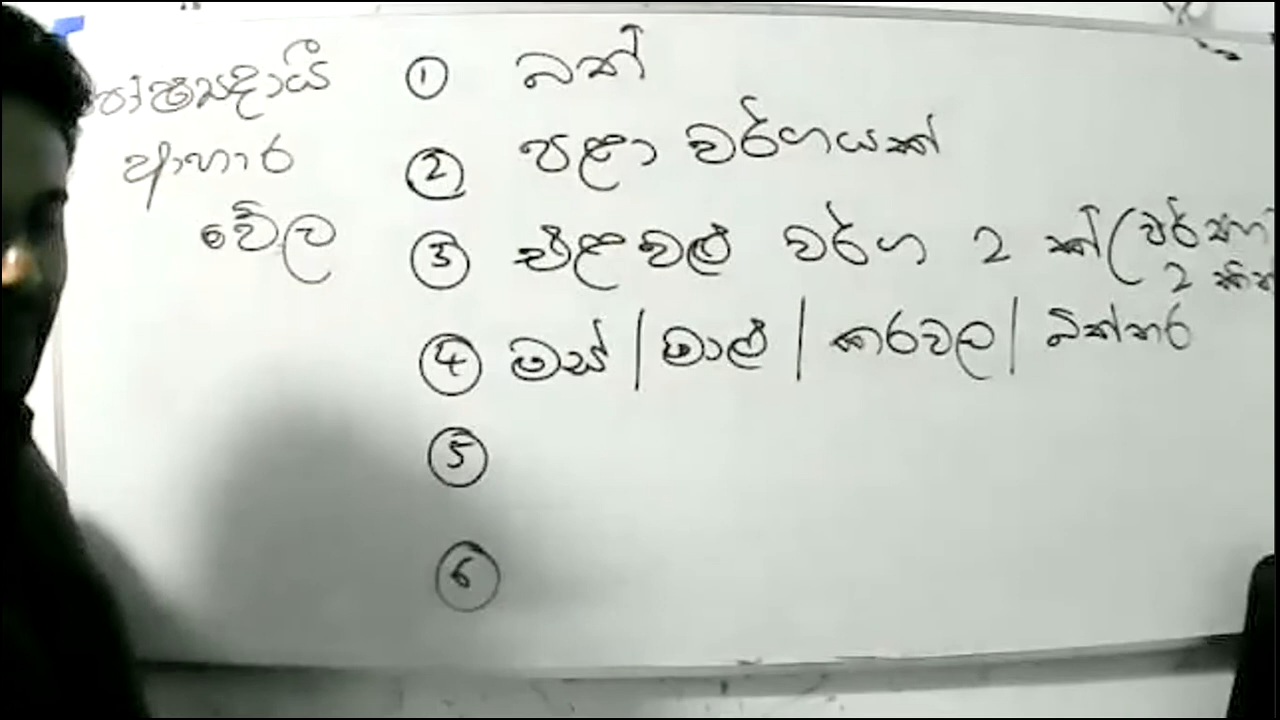 පෝෂ්‍යදායී
ආහාර
වේල
① බත්
② පළා වර්ගයක්
③ එළවළු වර්ග 2 ක් (වර්ණ
2 කින්
④ මස් / මාළු / කරවල / බිත්තර
⑤
⑥